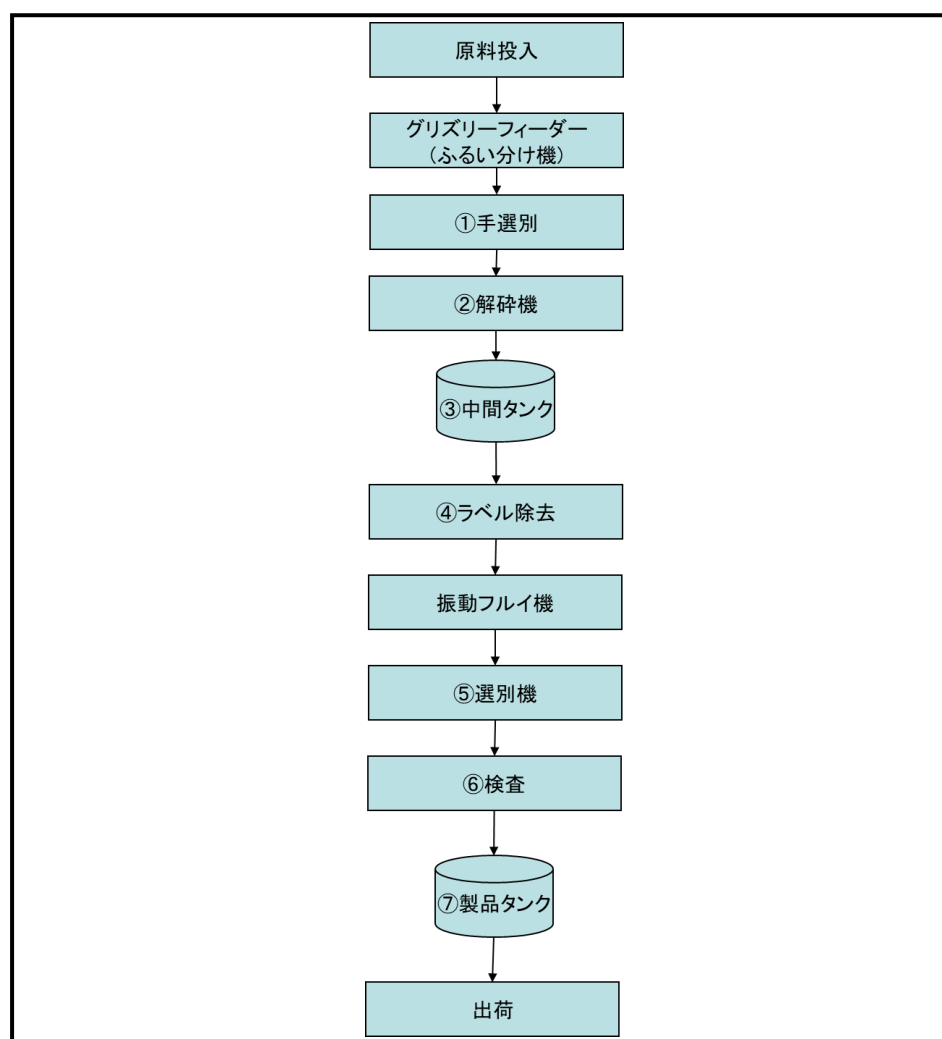 原料投入
グリズリーフィーダー
（ふるい分け機）
①手選別
②解砕機
③中間タンク
④ラベル除去
振動フルイ機
⑤選別機
⑥検査
⑦製品タンク
出荷